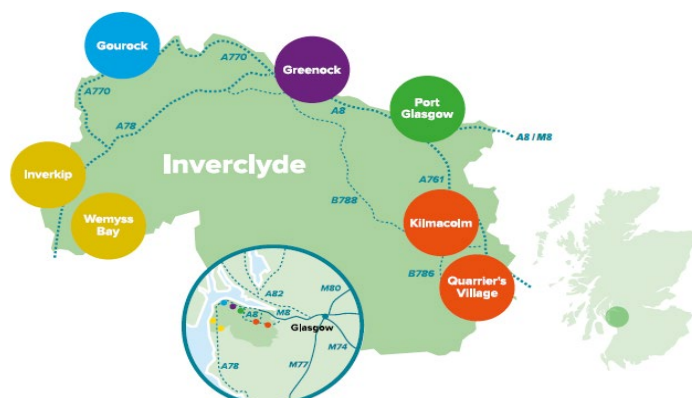 Gourock
A770
Greenock
A770
A8
Port
Glasgow
A8 / M8
A78
Inverkip
Inverclyde
A761
Wemyss
Bay
B788
Kilmacolm
B786
Quarrier's
Village
A82
M80
A8
M8
Glasgow
A78
M77
M74